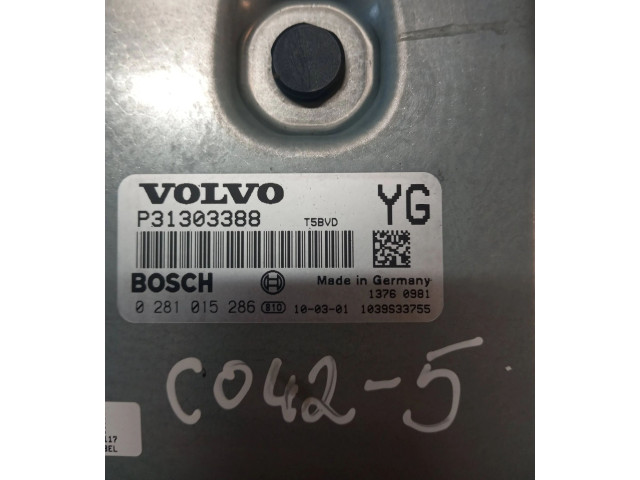 VOLVO YG
P31303388 T5BVD
BOSCH Made in Germany
1376 0981
0 281 015 286 810 10-03-01 1039S33755
C042-5
117